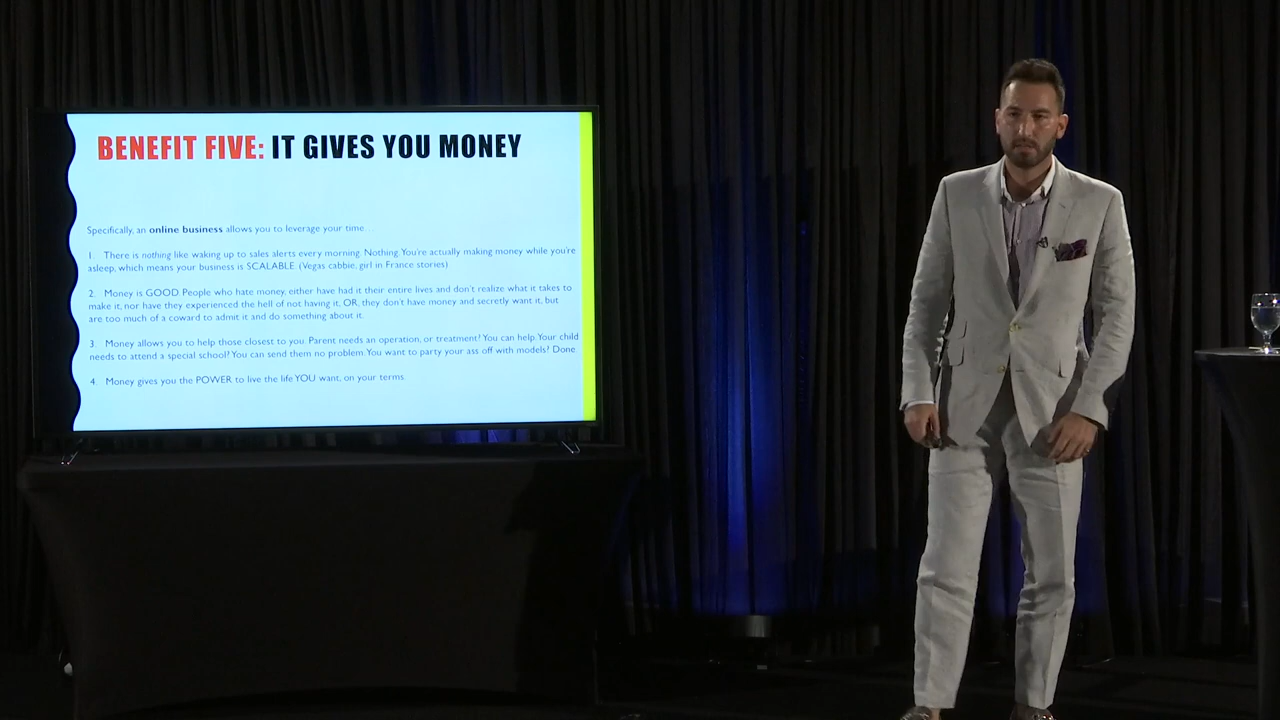 BENEFIT FIVE: IT GIVES YOU MONEY
Specifically, an online business allows you to leverage your time…
1. There is nothing like waking up to sales alerts every morning. Nothing. You're actually making money while you're
asleep, which means your business is SCALABLE. (Vegas cabbie, girl in France stories)
2. Money is GOOD. People who hate money, either have had it their entire lives and don't realize what it takes to
make it, nor have they experienced the hell of not having it, OR, they don't have money and secretly want it, but
are too much of a coward to admit it and do something about it.
3. Money allows you to help those closest to you. Parent needs an operation, or treatment? You can help. Your child
needs to attend a special school? You can send them no problem. You want to party your ass off with models? Done
4. Money gives you the POWER to live the life YOU want, on your terms.